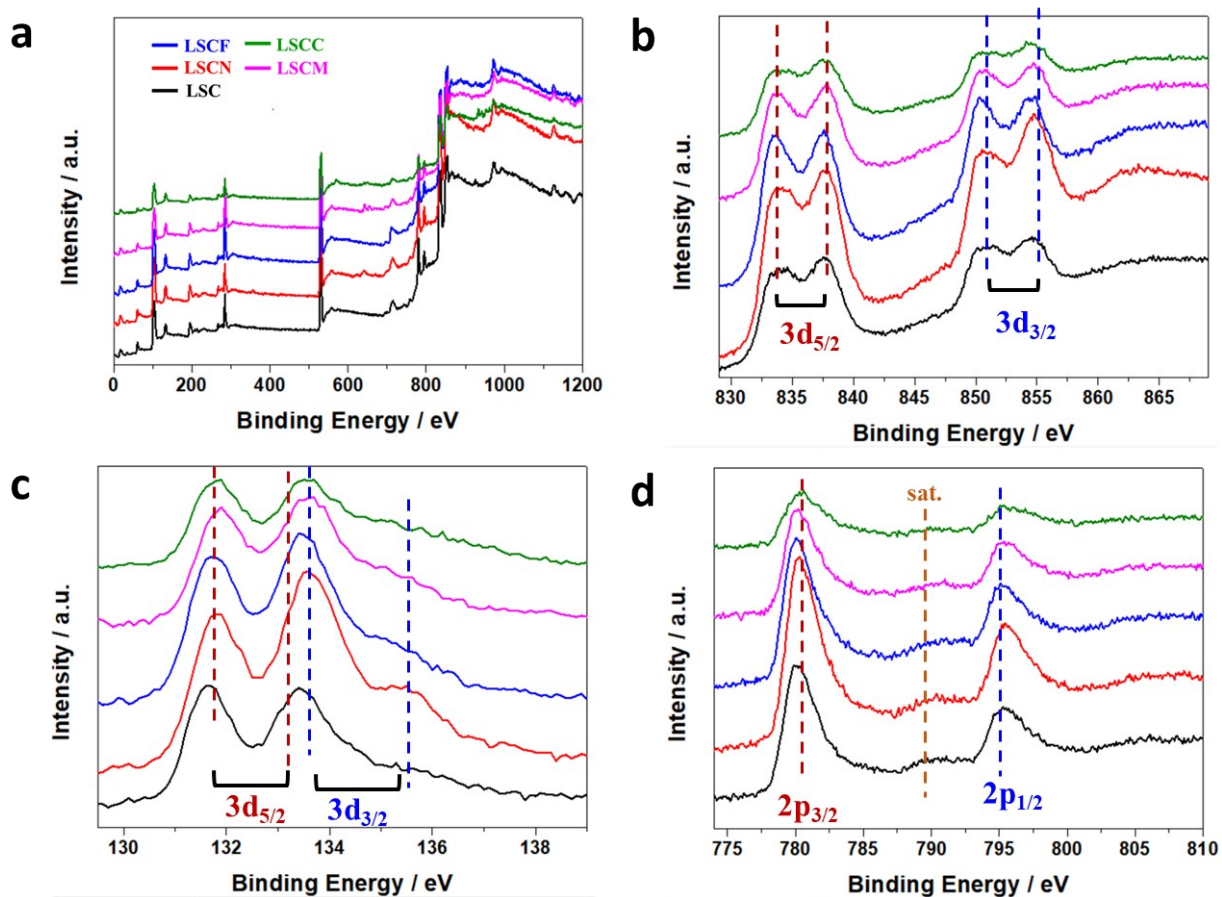 a
LSCF LSCC
LSCN LSCM
LSC
Intensity / a.u.
0 200 400 600 800 1000 1200
Binding Energy / eV
b
Intensity / a.u.
3d5/2
3d3/2
830 835 840 845 850 855 860 865
Binding Energy / eV
c
Intensity / a.u.
3d5/2 3d3/2
130 132 134 136 138
Binding Energy / eV
d
sat.
Intensity / a.u.
2p3/2
2p1/2
775 780 785 790 795 800 805 810
Binding Energy / eV